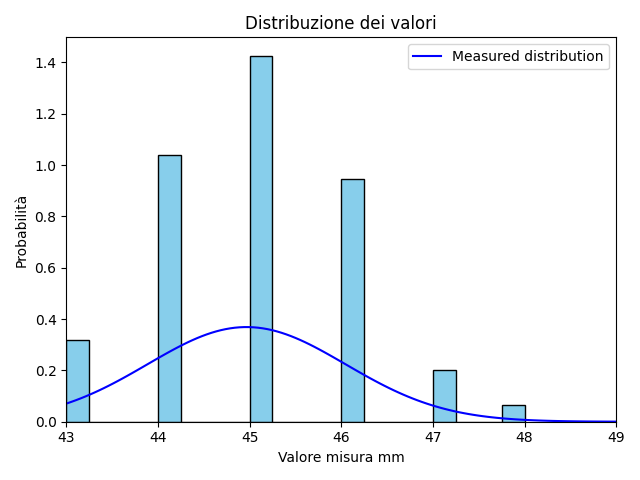 Distribuzione dei valori
Measured distribution
Probabilità
1.4
1.2
1.0
0.8
0.6
0.4
0.2
0.0
43 44 45 46 47 48 49
Valore misura mm